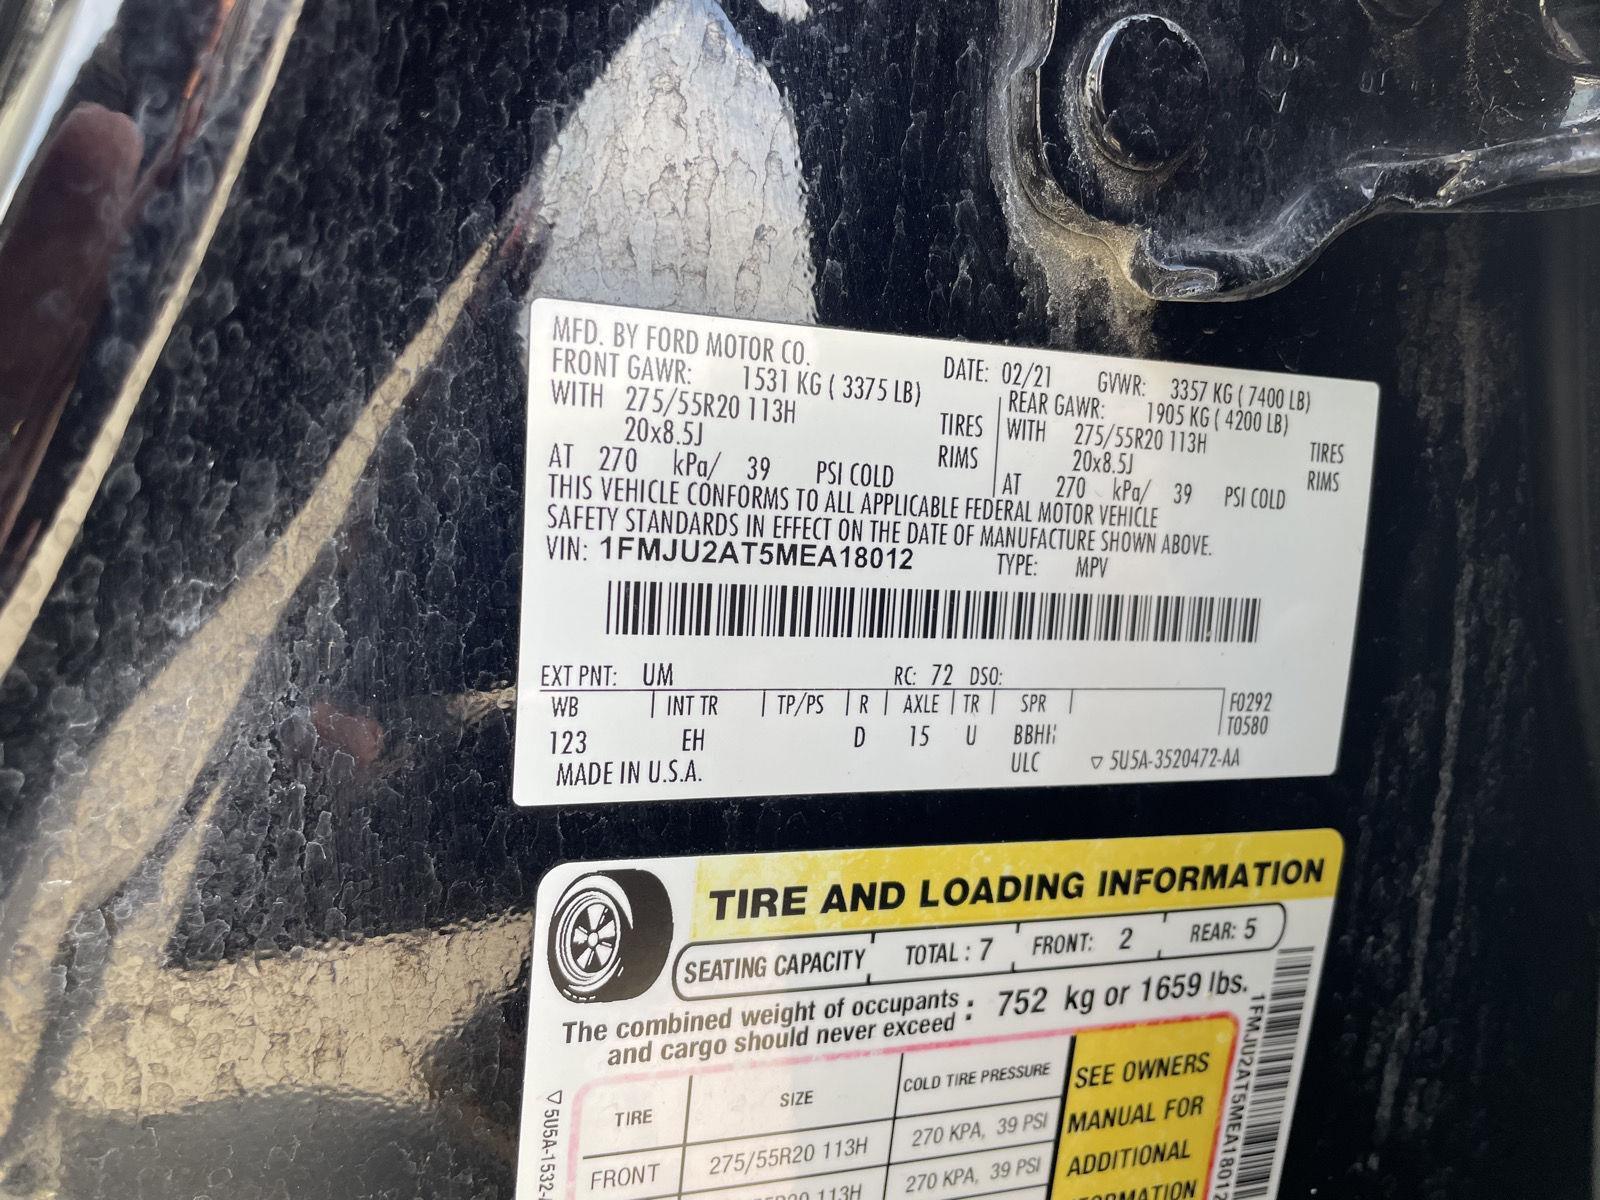 MFD. BY FORD MOTOR CO.
DATE: 02/21 GVWR: 3357 KG ( 7400 LB)
FRONT GAWR: 1531 KG ( 3375 LB) REAR GAWR: 1905 KG ( 4200 LB)
WITH 275/55R20 113H TIRES WITH 275/55R20 113H TIRES
20x8.5J RIMS 20x8.5J RIMS
AT 270 kPa/ 39 PSI COLD AT 270 kPa/ 39 PSI COLD
THIS VEHICLE CONFORMS TO ALL APPLICABLE FEDERAL MOTOR VEHICLE
SAFETY STANDARDS IN EFFECT ON THE DATE OF MANUFACTURE SHOWN ABOVE.
VIN: 1FMJU2AT5MEA18012 TYPE: MPV
EXT PNT: UM RC: 72 DSO:
WB INT TR TP/PS R AXLE TR SPR F0292
T0580
123 EH D 15 U BBHH
MADE IN U.S.A. ULC ▽ 5U5A-3520472-AA
TIRE AND LOADING INFORMATION
SEATING CAPACITY TOTAL : 7 FRONT: 2 REAR: 5
The combined weight of occupants
and cargo should never exceed : 752 kg or 1659 lbs.
TIRE SIZE COLD TIRE PRESSURE
FRONT 275/55R20 113H 270 KPA, 39 PSI
113H 270 KPA, 39 PSI
SEE OWNERS
MANUAL FOR
ADDITIONAL
1FMJU2AT5MEA18012
▽ 5U5A-1532-